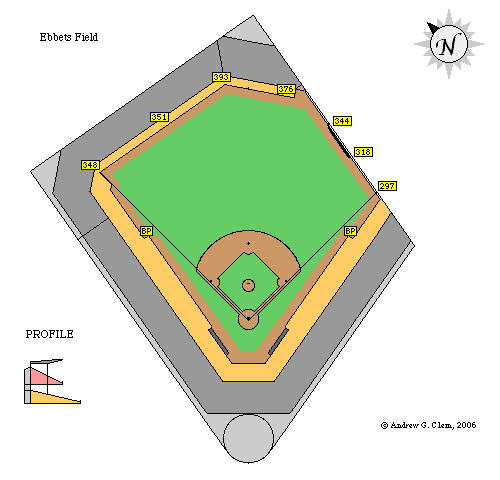 Ebbets Field
N
393
376
351
344
318
348
297
BP
BP
PROFILE
© Andrew G. Clem, 2006